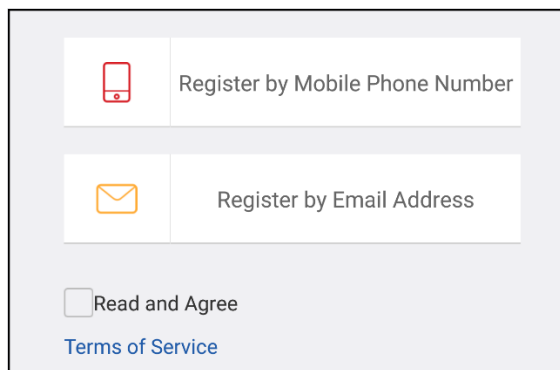 Register by Mobile Phone Number
Register by Email Address
Read and Agree
Terms of Service